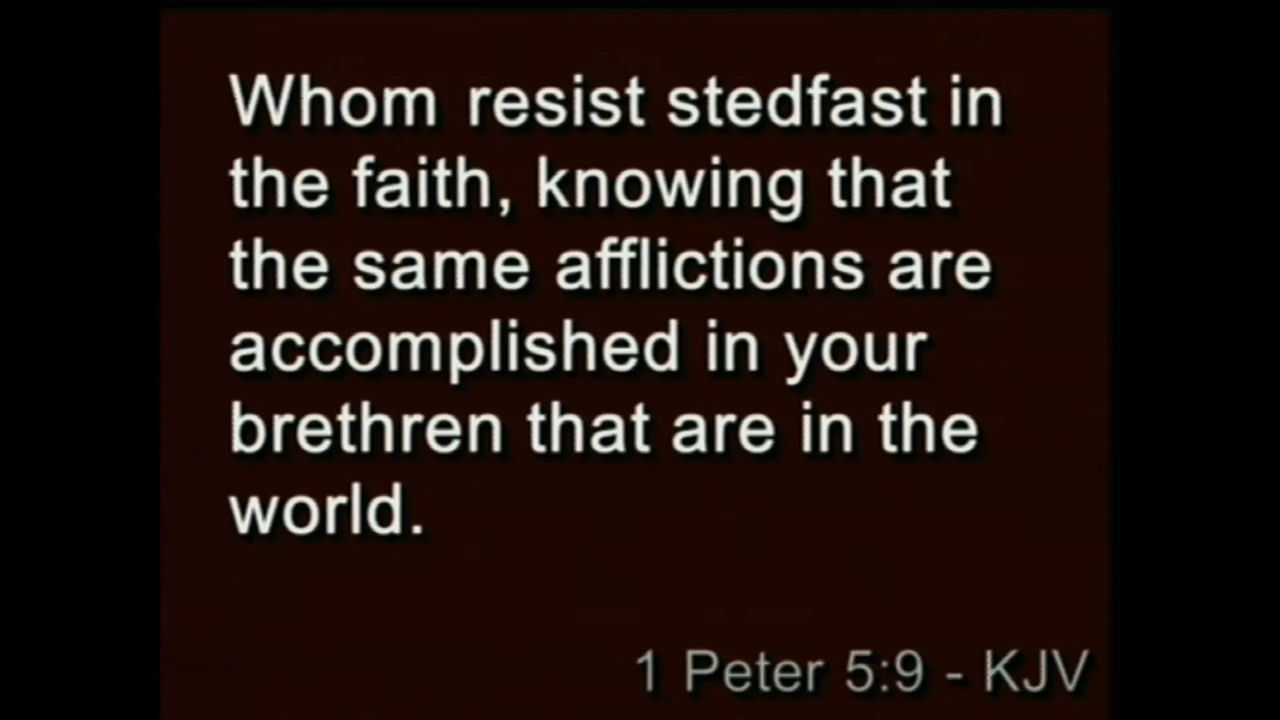 Whom resist stedfast in
the faith, knowing that
the same afflictions are
accomplished in your
brethren that are in the
world.
1 Peter 5:9 - KJV